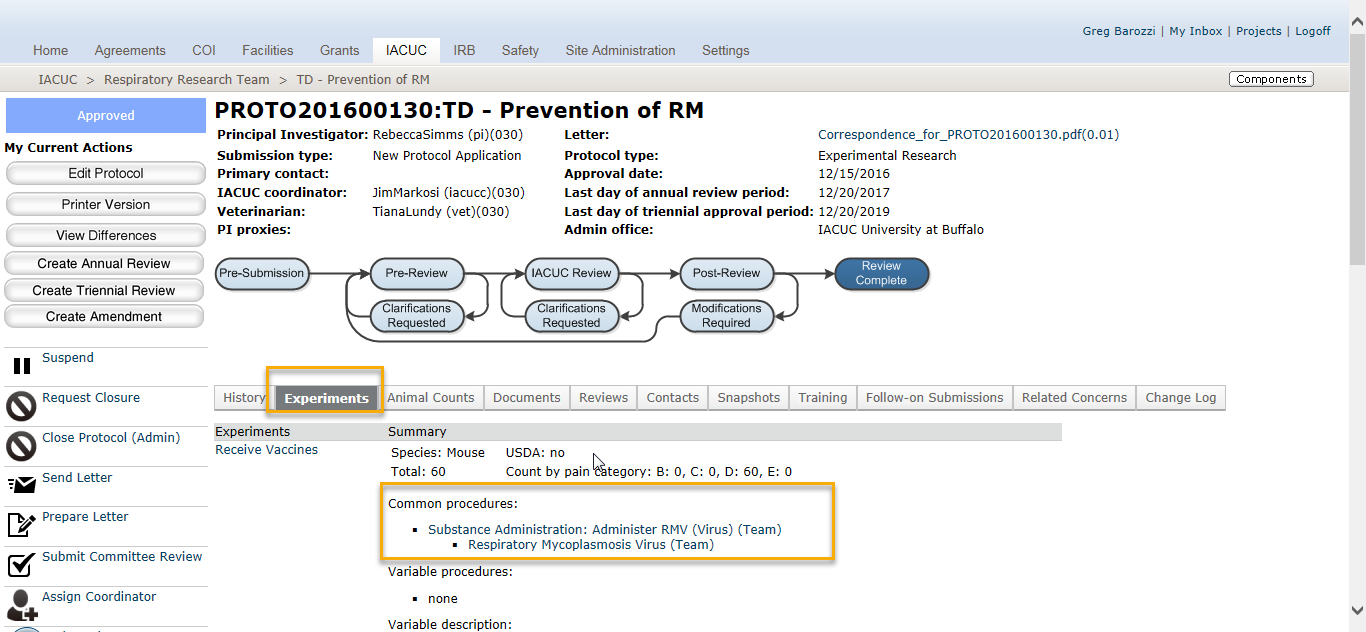 Greg Barozzi | My Inbox | Projects | Logoff
Home Agreements COI Facilities Grants IACUC IRB Safety Site Administration Settings
IACUC > Respiratory Research Team > TD - Prevention of RM
Components
Approved
My Current Actions
Edit Protocol
Printer Version
View Differences
Create Annual Review
Create Triennial Review
Create Amendment
Suspend
Request Closure
Close Protocol (Admin)
Send Letter
Prepare Letter
Submit Committee Review
Assign Coordinator
PROTO201600130:TD - Prevention of RM
Principal Investigator: RebeccaSimms (pi)(030) Letter: Correspondence_for_PROTO201600130.pdf(0.01)
Submission type: New Protocol Application Protocol type: Experimental Research
Primary contact: Approval date: 12/15/2016
IACUC coordinator: JimMarkosi (iacucc)(030) Last day of annual review period: 12/20/2017
Veterinarian: TianaLundy (vet)(030) Last day of triennial approval period: 12/20/2019
PI proxies: Admin office: IACUC University at Buffalo
Pre-Submission
Pre-Review
IACUC Review
Post-Review
Review
Complete
Clarifications
Requested
Clarifications
Requested
Modifications
Required
History Experiments Animal Counts Documents Reviews Contacts Snapshots Training Follow-on Submissions Related Concerns Change Log
Experiments Summary
Receive Vaccines
Species: Mouse USDA: no
Total: 60 Count by pain category: B: 0, C: 0, D: 60, E: 0
Common procedures:
Substance Administration: Administer RMV (Virus) (Team)
Respiratory Mycoplasmosis Virus (Team)
Variable procedures:
none
Variable description: